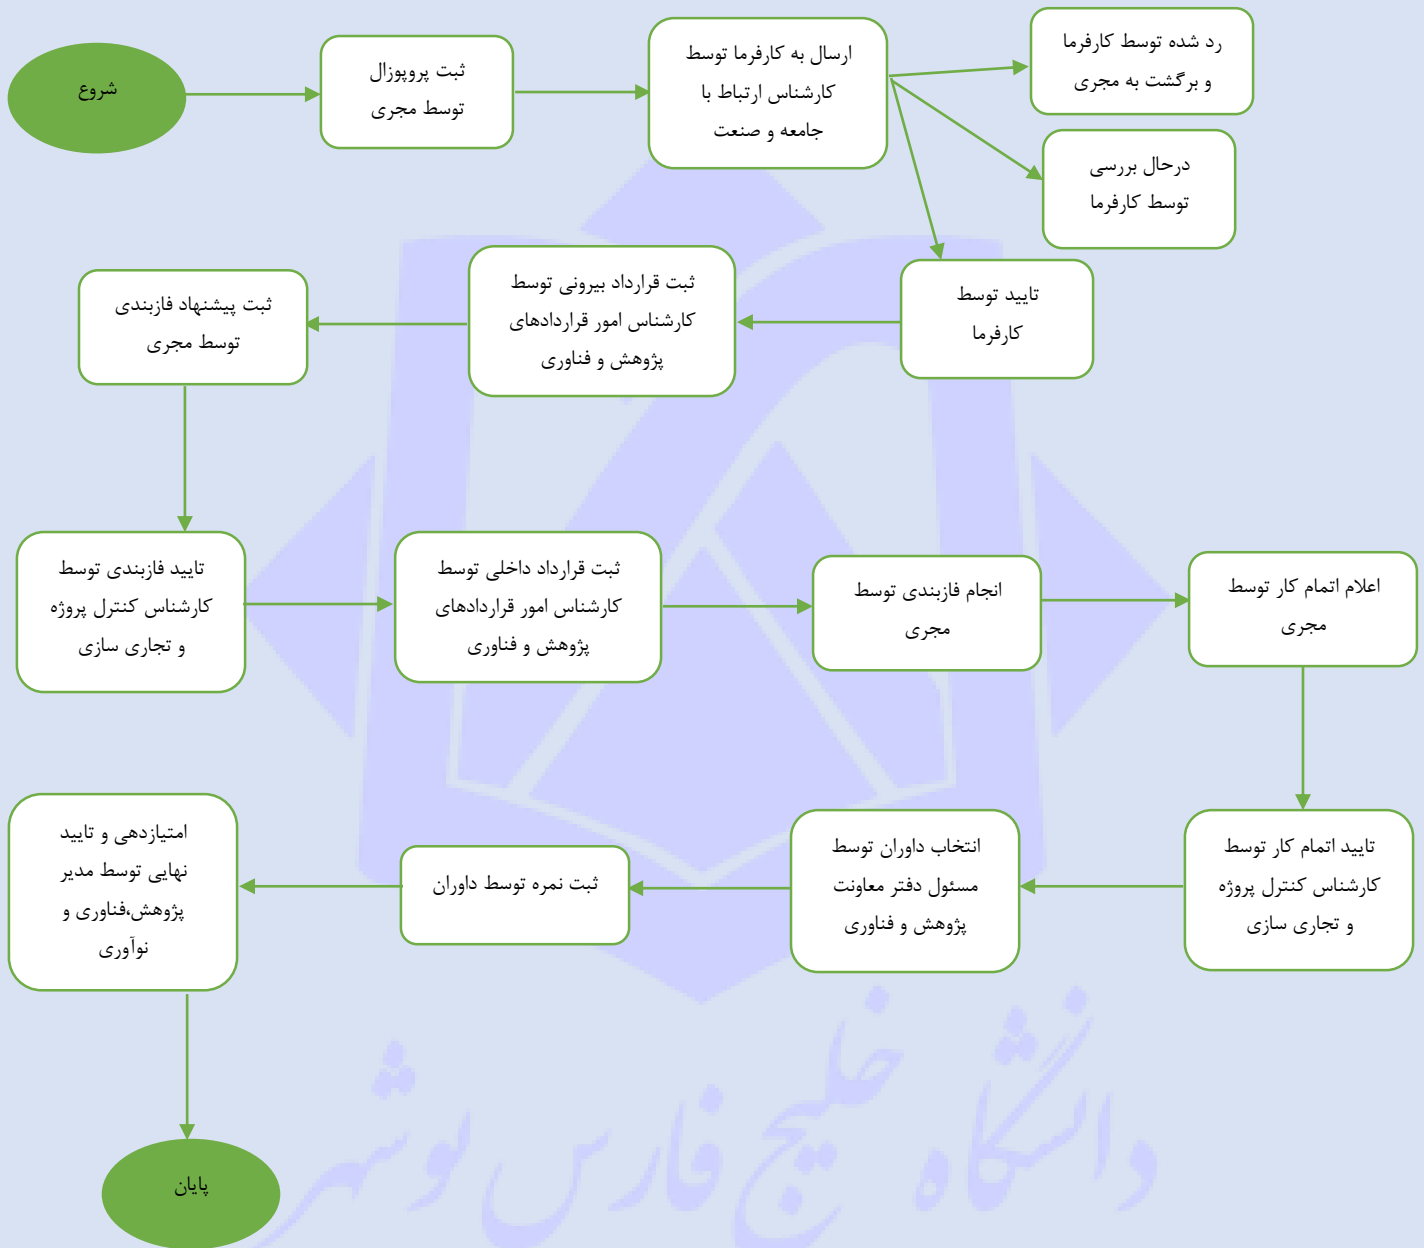 شروع
ثبت پروپوزال
توسط مجری
ارسال به کارفرما توسط
کارشناس ارتباط با
جامعه و صنعت
رد شده توسط کارفرما
و برگشت به مجری
درحال بررسی
توسط کارفرما
تایید توسط
کارفرما
ثبت قرارداد بیرونی توسط
کارشناس امور قراردادهای
پژوهش و فناوری
ثبت پیشنهاد فازبندی
توسط مجری
تایید فازبندی توسط
کارشناس کنترل پروژه
و تجاری سازی
ثبت قرارداد داخلی توسط
کارشناس امور قراردادهای
پژوهش و فناوری
انجام فازبندی توسط
مجری
اعلام اتمام کار توسط
مجری
تایید اتمام کار توسط
کارشناس کنترل پروژه
و تجاری سازی
انتخاب داوران توسط
مسئول دفتر معاونت
پژوهش و فناوری
ثبت نمره توسط داوران
امتیازدهی و تایید
نهایی توسط مدیر
پژوهش،فناوری و
نوآوری
پایان
دانشگاه خلیج فارس بوشهر